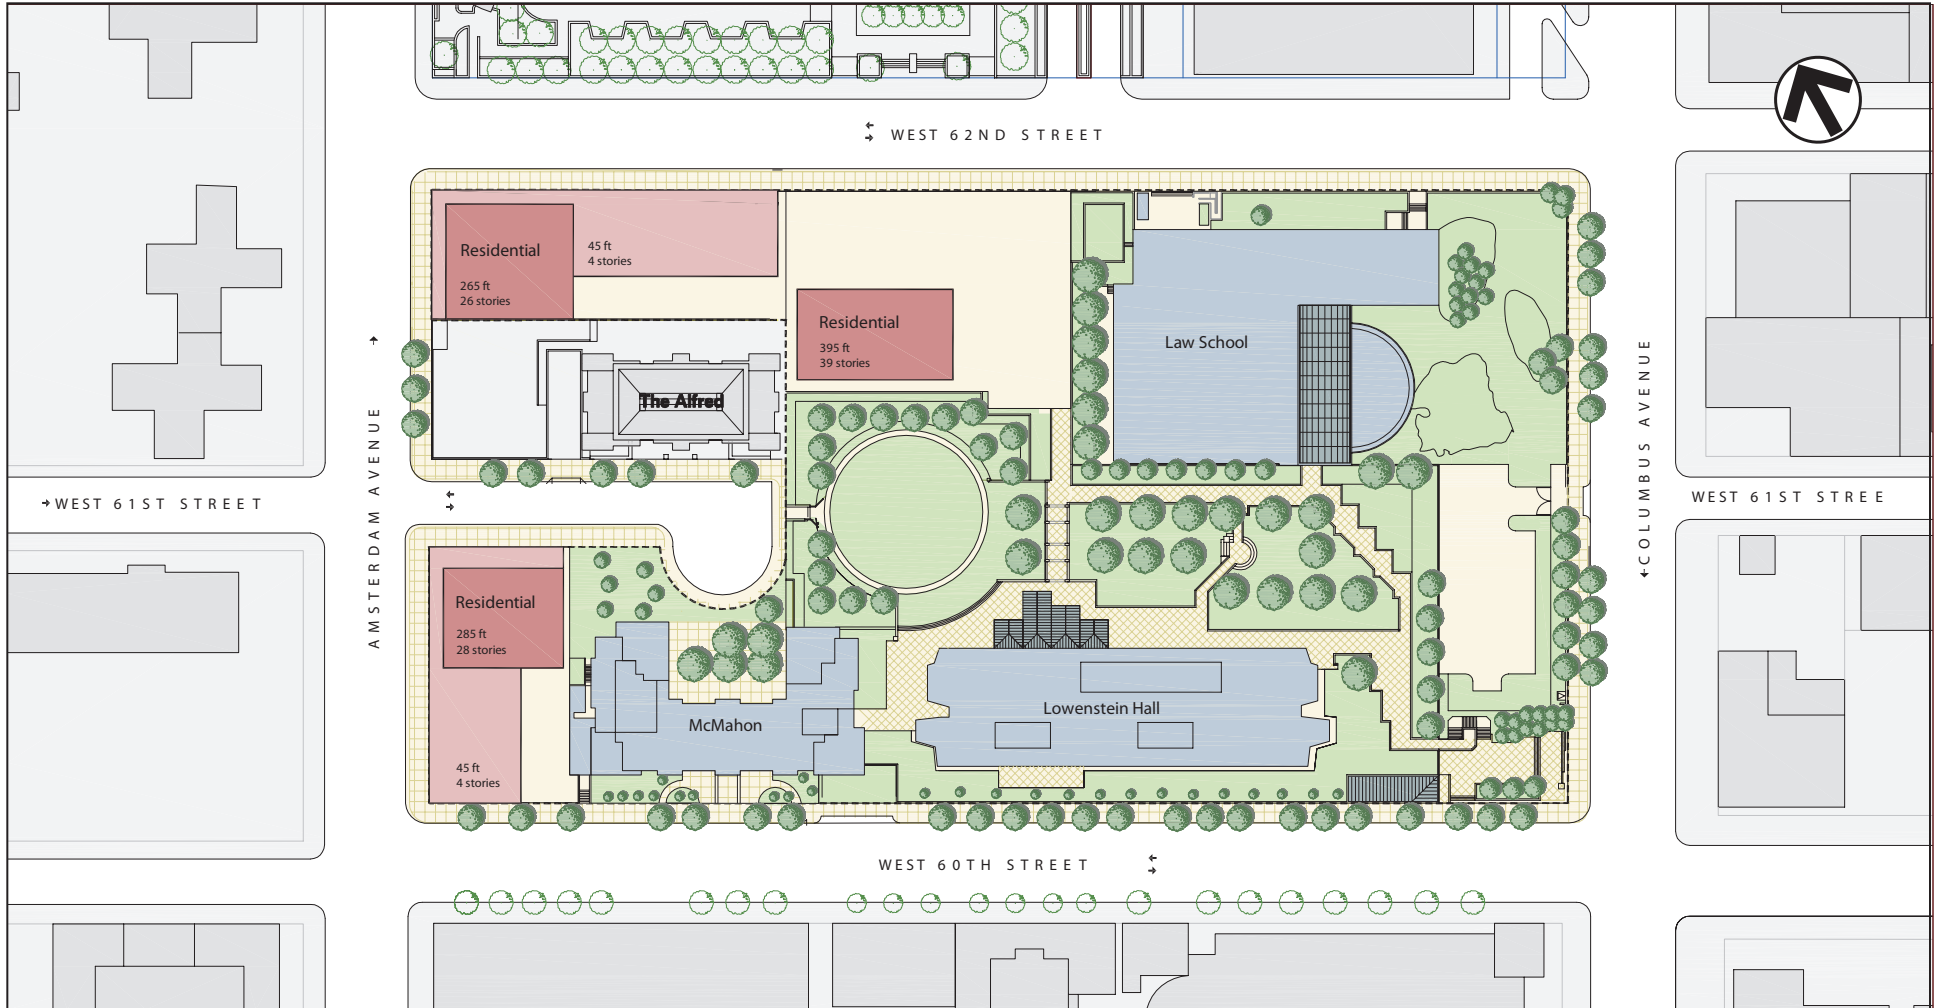 WEST 62ND STREET
Residential
45 ft
4 stories
265 ft
26 stories
Residential
395 ft
39 stories
Law School
The Alfred
AMSTERDAM AVENUE
COLUMBUS AVENUE
WEST 61ST STREET
WEST 61ST STREE
Residential
285 ft
28 stories
45 ft
4 stories
McMahon
Lowenstein Hall
WEST 60TH STREET